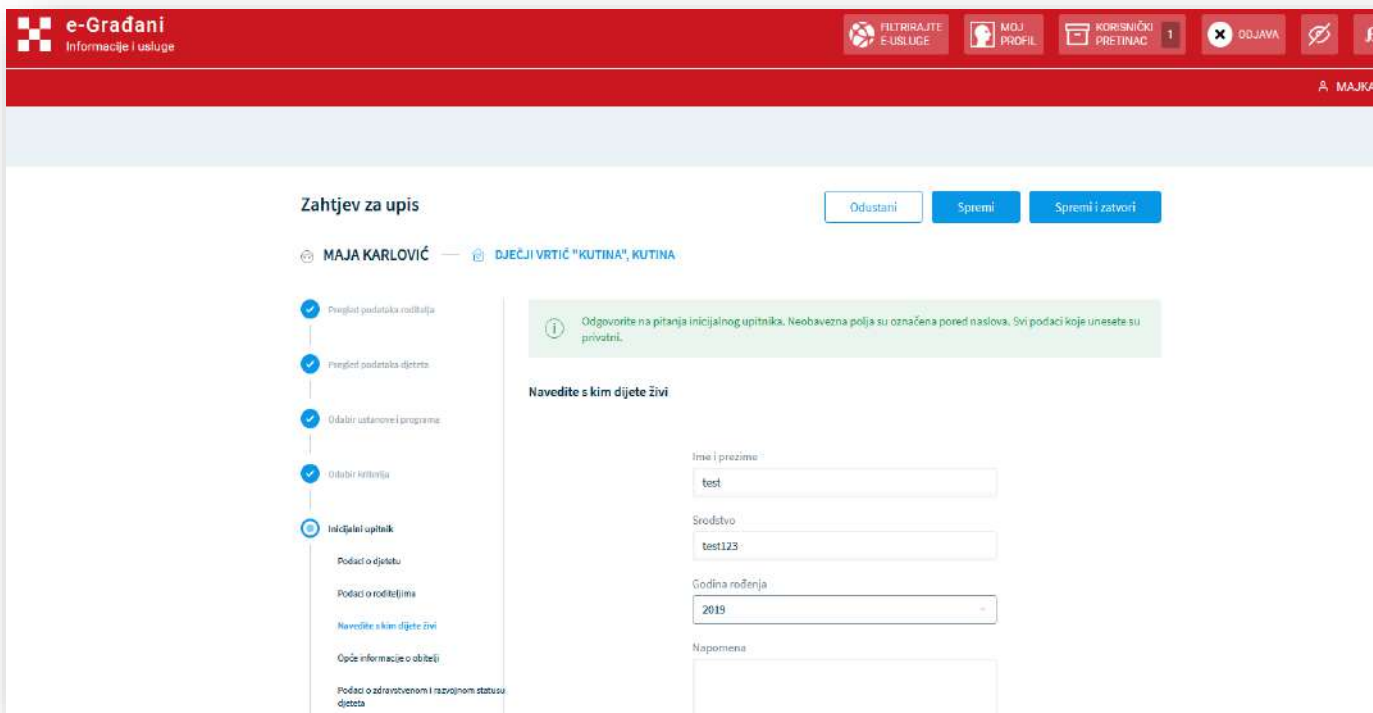 e-Građani
Informacije i usluge
FILTRIRAJTE
E-USLUGE
MOJ
PROFIL
KORISNIČKI
PRETINAC
1
ODJAVA
MAJKA
Zahtjev za upis
Odustani
Spremi
Spremi i zatvori
MAJA KARLOVIĆ — DJEČJI VRTIĆ "KUTINA", KUTINA
Pregled podataka roditelja
Pregled podataka djeteta
Odabir ustanove i programa
Odabir kriterija
Inicijalni upitnik
Podaci o djetetu
Podaci o roditeljima
Navedite s kim dijete živi
Opće informacije o obitelji
Podaci o zdravstvenom i razvojnom statusu
djeteta
Odgovorite na pitanja inicijalnog upitnika. Neobavezna polja su označena pored naslova. Svi podaci koje unesete su
privatni.
Navedite s kim dijete živi
Ime i prezime
test
Srodstvo
test123
Godina rođenja
2019
Napomena